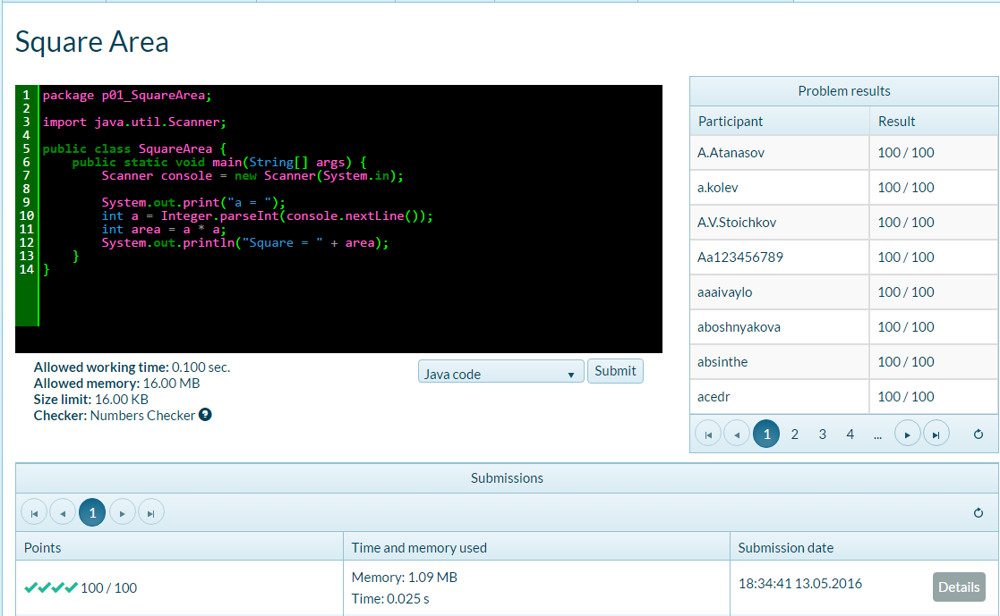 Square Area
1 package p01_SquareArea;
2
3 import java.util.Scanner;
4
5 public class SquareArea {
6     public static void main(String[] args) {
7         Scanner console = new Scanner(System.in);
8
9         System.out.print("a = ");
10         int a = Integer.parseInt(console.nextLine());
11         int area = a * a;
12         System.out.println("Square = " + area);
13     }
14 }
Allowed working time: 0.100 sec.
Allowed memory: 16.00 MB
Size limit: 16.00 KB
Checker: Numbers Checker ?
Java code Submit
Problem results
Participant Result
A.Atanasov 100 / 100
a.kolev 100 / 100
A.V.Stoichkov 100 / 100
Aa123456789 100 / 100
aaaivaylo 100 / 100
aboshnyakova 100 / 100
absinthe 100 / 100
acedr 100 / 100
1 2 3 4 ...
Submissions
1
Points Time and memory used Submission date
100 / 100 Memory: 1.09 MB 18:34:41 13.05.2016 Details
Time: 0.025 s